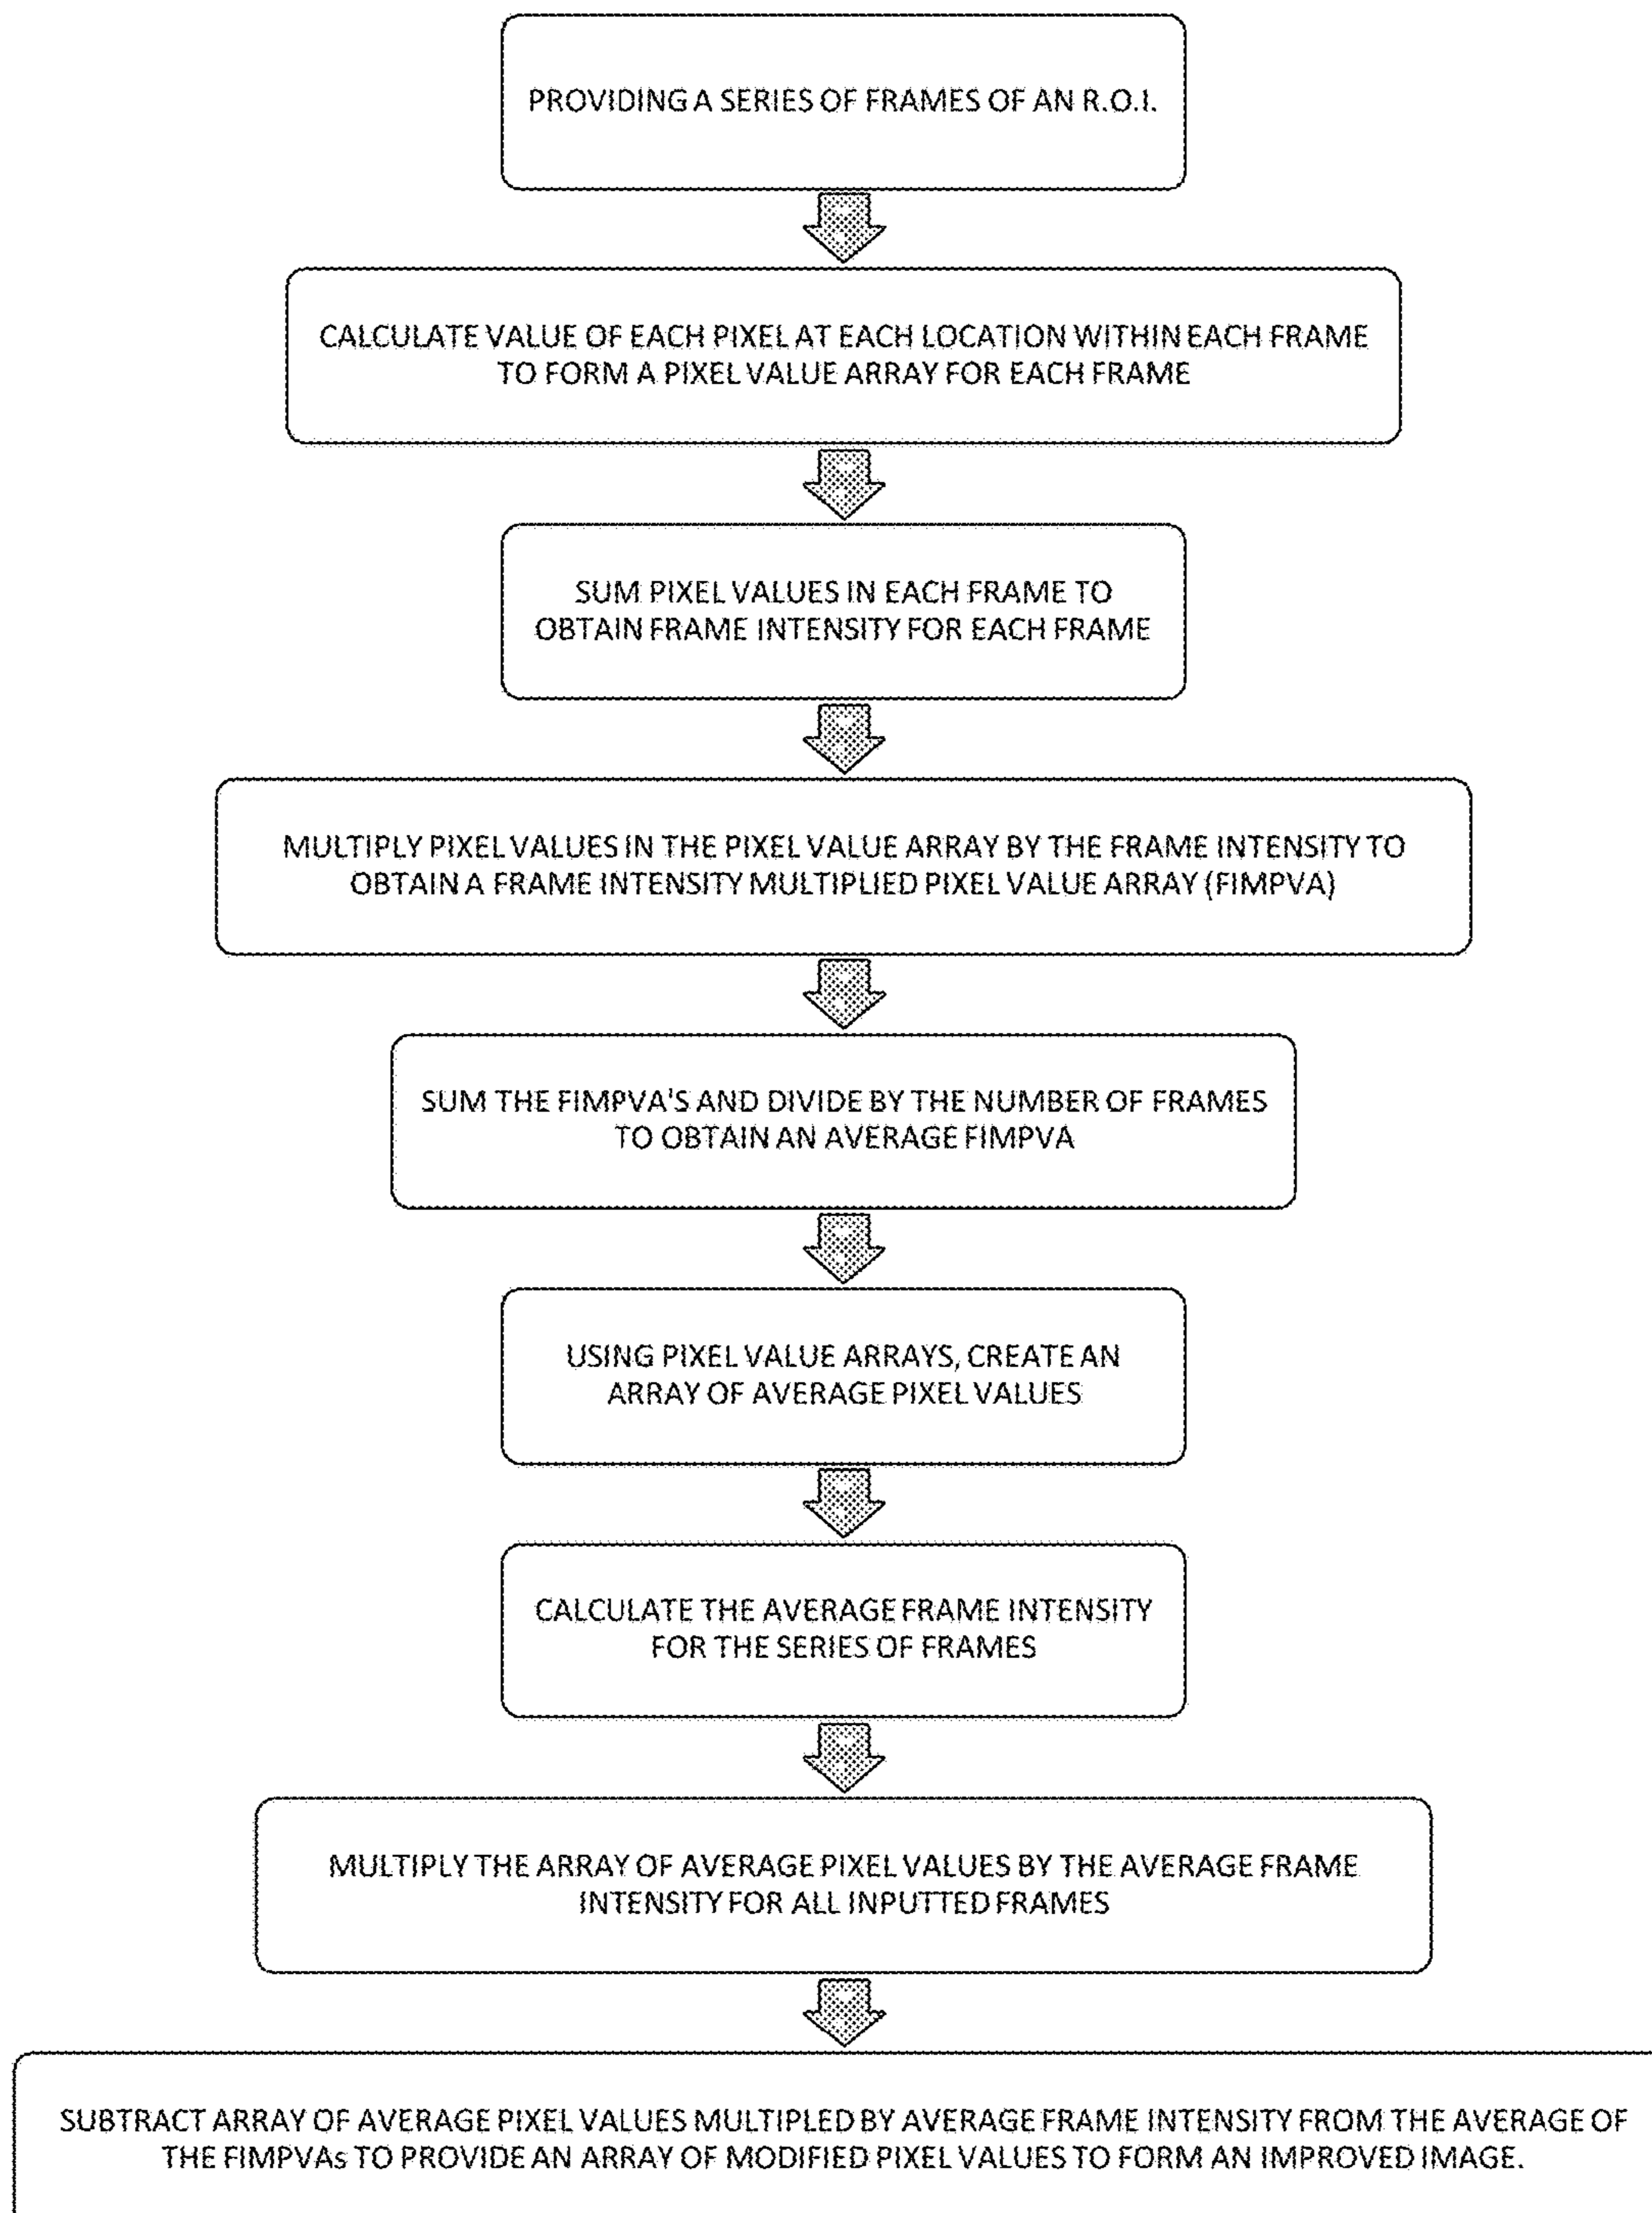 PROVIDING A SERIES OF FRAMES OF AN R.O.I.
CALCULATE VALUE OF EACH PIXEL AT EACH LOCATION WITHIN EACH FRAME
TO FORM A PIXEL VALUE ARRAY FOR EACH FRAME
SUM PIXEL VALUES IN EACH FRAME TO
OBTAIN FRAME INTENSITY FOR EACH FRAME
MULTIPLY PIXEL VALUES IN THE PIXEL VALUE ARRAY BY THE FRAME INTENSITY TO
OBTAIN A FRAME INTENSITY MULTIPLIED PIXEL VALUE ARRAY (FIMPVA)
SUM THE FIMPVA'S AND DIVIDE BY THE NUMBER OF FRAMES
TO OBTAIN AN AVERAGE FIMPVA
USING PIXEL VALUE ARRAYS, CREATE AN
ARRAY OF AVERAGE PIXEL VALUES
CALCULATE THE AVERAGE FRAME INTENSITY
FOR THE SERIES OF FRAMES
MULTIPLY THE ARRAY OF AVERAGE PIXEL VALUES BY THE AVERAGE FRAME
INTENSITY FOR ALL INPUTTED FRAMES
SUBTRACT ARRAY OF AVERAGE PIXEL VALUES MULTIPLED BY AVERAGE FRAME INTENSITY FROM THE AVERAGE OF
THE FIMPVAs TO PROVIDE AN ARRAY OF MODIFIED PIXEL VALUES TO FORM AN IMPROVED IMAGE.